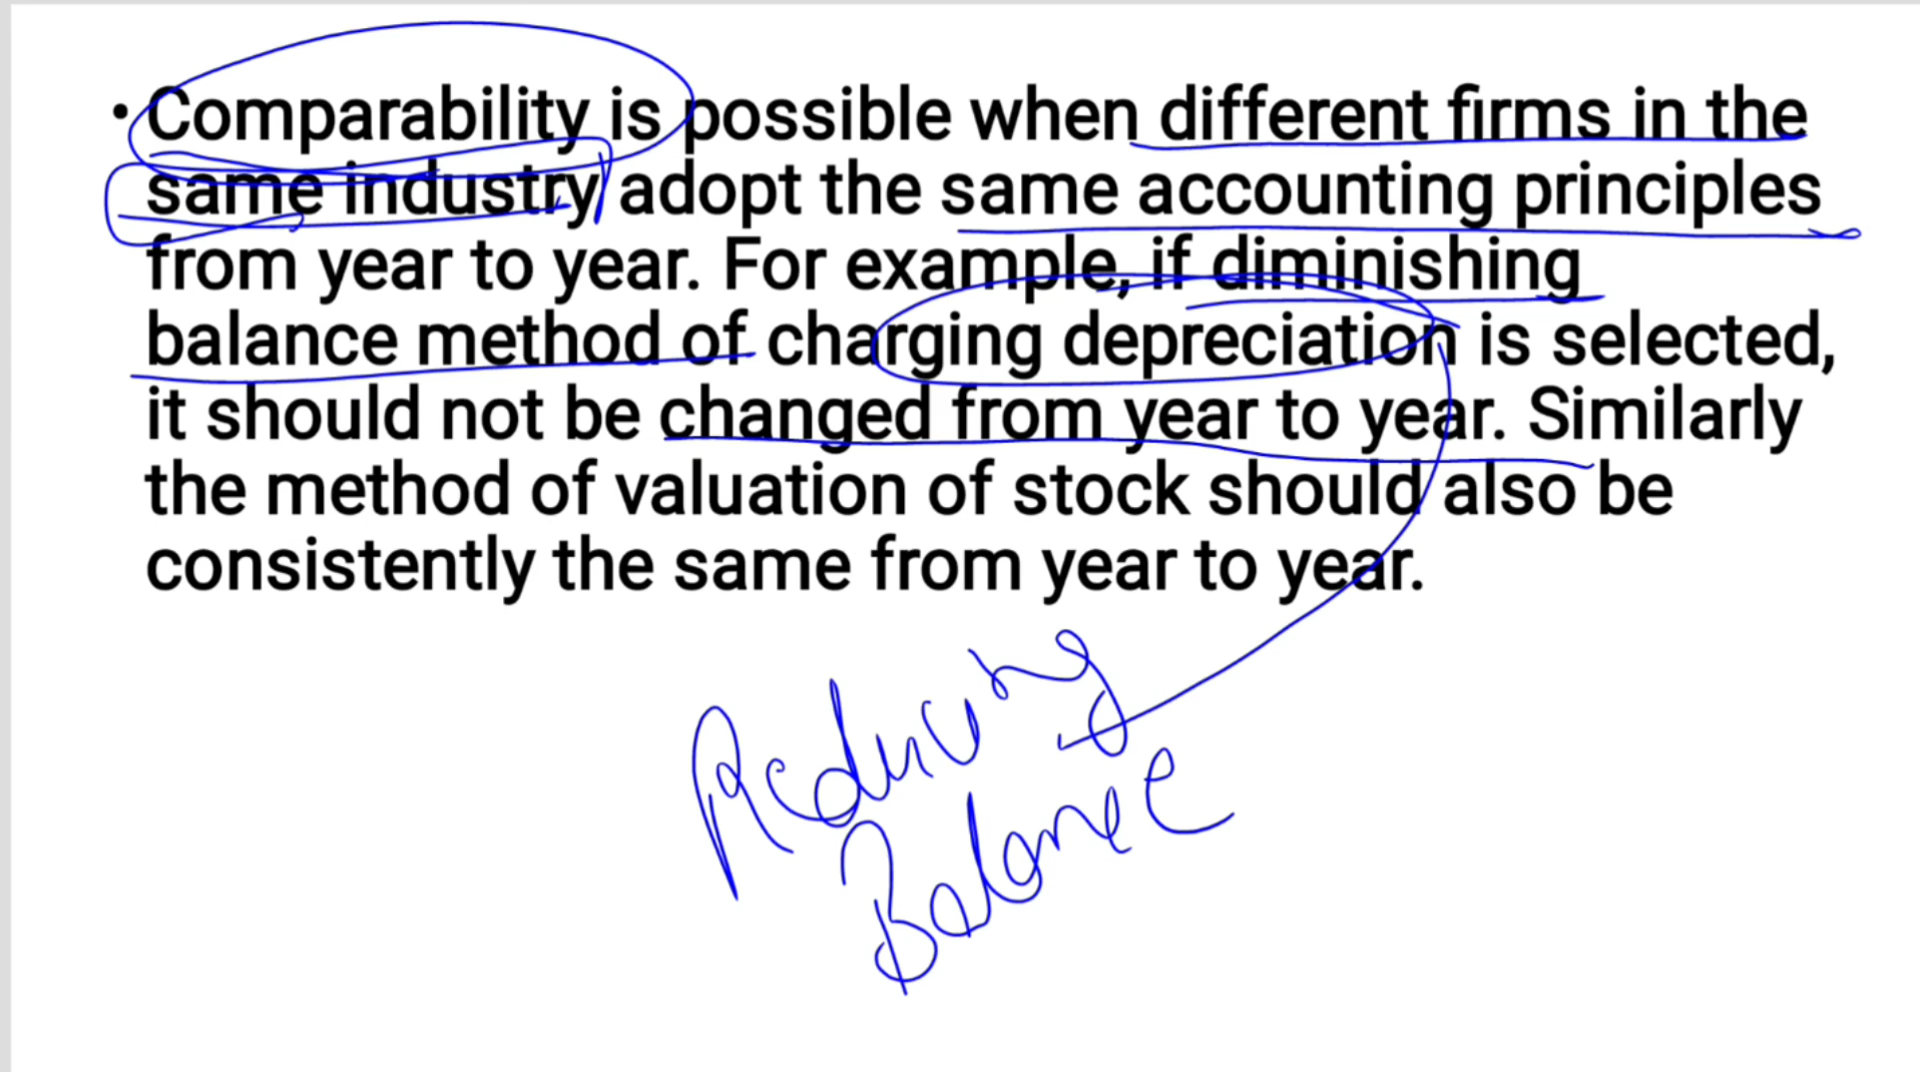 • Comparability is possible when different firms in the
same industry adopt the same accounting principles
from year to year. For example, if diminishing
balance method of charging depreciation is selected,
it should not be changed from year to year. Similarly
the method of valuation of stock should also be
consistently the same from year to year.
Reducing
Balance